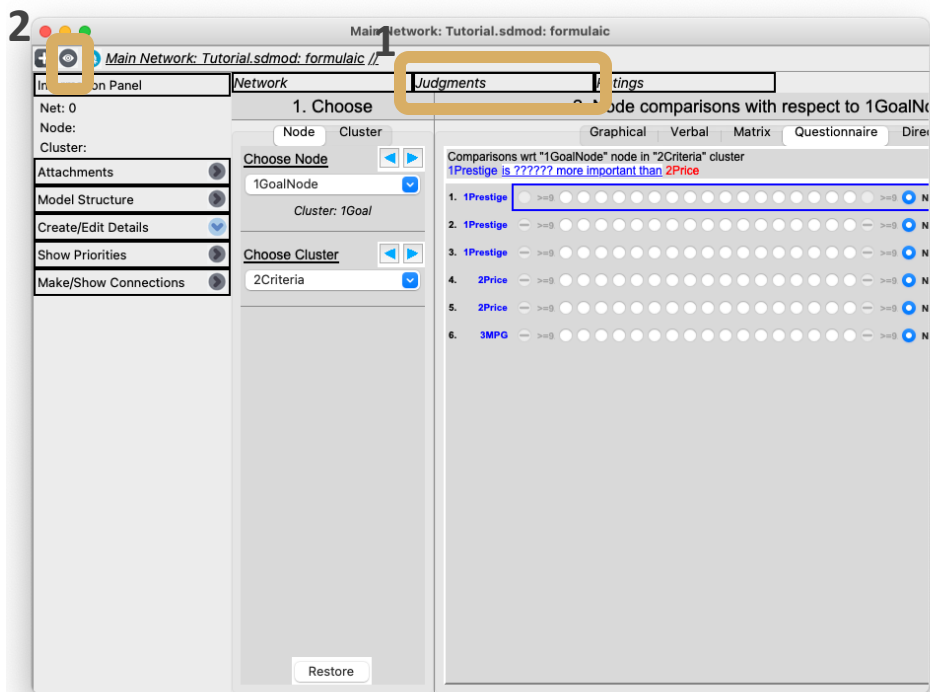 2
Main Network: Tutorial.sdmod: formulaic
1
Main Network: Tutorial.sdmod: formulaic //
Panel
Network
Judgments
Net: 0
1. Choose
Node comparisons with respect to 1GoalNo
Node:
Node
Cluster
Graphical
Verbal
Matrix
Questionnaire
Direc
Cluster:
Choose Node
Comparisons wrt "1GoalNode" node in "2Criteria" cluster
1Prestige is ?????? more important than 2Price
Attachments
1GoalNode
1. 1Prestige >=9 >=9 N
Model Structure
Cluster: 1Goal
2. 1Prestige >=9 >=9 N
Create/Edit Details
Show Priorities
Choose Cluster
3. 1Prestige >=9 >=9 N
Make/Show Connections
2Criteria
4. 2Price >=9 >=9 N
5. 2Price >=9 >=9 N
6. 3MPG >=9 >=9 N
Restore